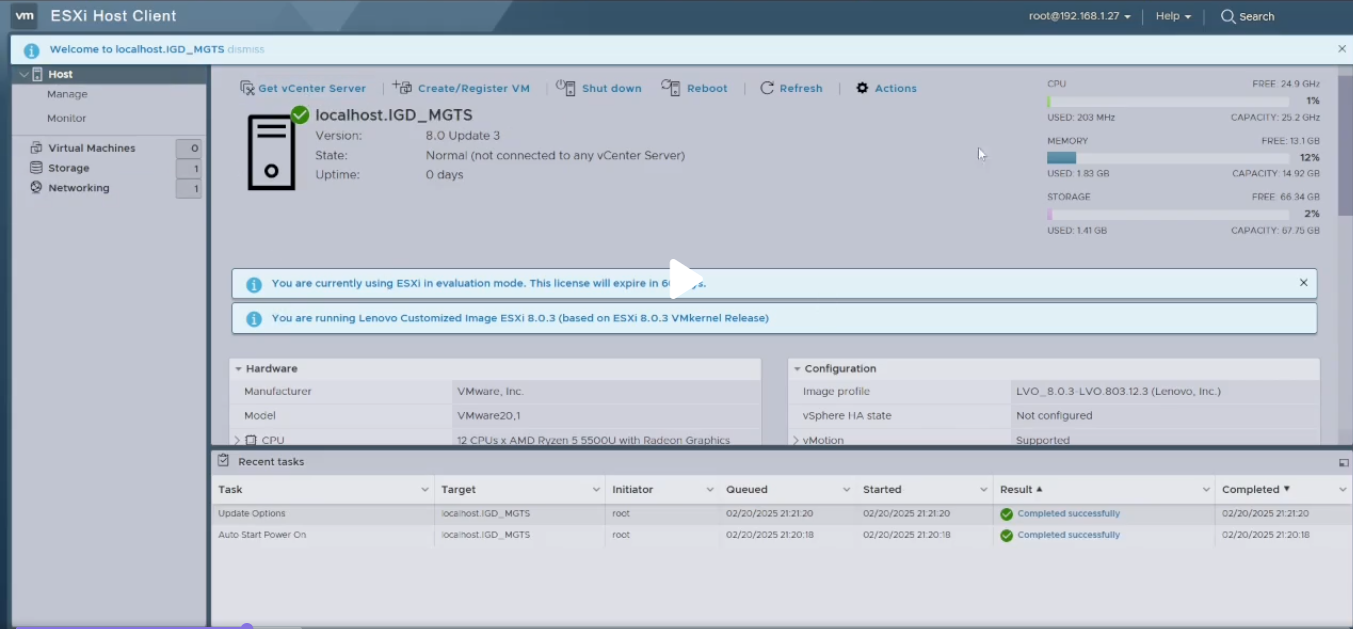 vm ESXi Host Client root@192.168.1.27 Help Search
Welcome to localhost.IGD_MGTS dismiss
Host
Manage
Monitor
Virtual Machines 0
Storage 1
Networking 1
Get vCenter Server Create/Register VM Shut down Reboot Refresh Actions
localhost.IGD_MGTS
Version: 8.0 Update 3
State: Normal (not connected to any vCenter Server)
Uptime: 0 days
CPU FREE: 24.9 GHz
1%
USED: 203 MHz CAPACITY: 25.2 GHz
MEMORY FREE: 13.1 GB
12%
USED: 1.83 GB CAPACITY: 14.92 GB
STORAGE FREE: 66.34 GB
2%
USED: 1.41 GB CAPACITY: 67.75 GB
You are currently using ESXi in evaluation mode. This license will expire in
You are running Lenovo Customized Image ESXi 8.0.3 (based on ESXi 8.0.3 VMkernel Release)
Hardware
Manufacturer VMware, Inc.
Model VMware20,1
CPU 12 CPUs x AMD Ryzen 5 5500U with Radeon Graphics
Configuration
Image profile LVO_8.0.3-LVO.803.12.3 (Lenovo, Inc.)
vSphere HA state Not configured
vMotion Supported
Recent tasks
Task Target Initiator Queued Started Result Completed
Update Options localhost.IGD_MGTS root 02/20/2025 21:21:20 02/20/2025 21:21:20 Completed successfully 02/20/2025 21:21:20
Auto Start Power On localhost.IGD_MGTS root 02/20/2025 21:20:18 02/20/2025 21:20:18 Completed successfully 02/20/2025 21:20:18